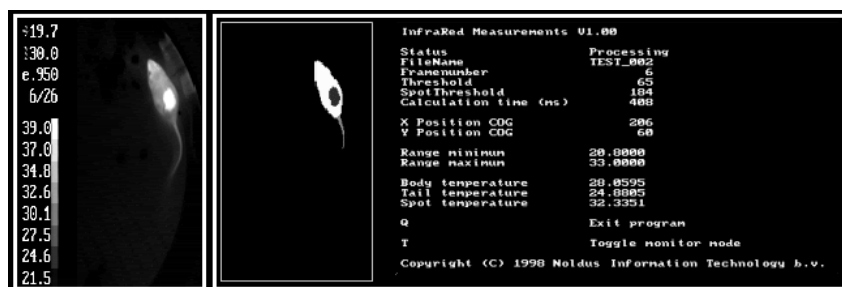 ÷19.7
30.0
e.950
6/26
39.0
37.0
34.8
32.6
30.1
27.5
24.6
21.5
InfraRed Measurements V1.00
Status Processing
FileName TEST_002
Framenumber 6
Threshold 65
SpotThreshold 184
Calculation time (ms) 408
X Position COG 206
Y Position COG 60
Range minimum 20.8000
Range maximum 33.0000
Body temperature 28.0595
Tail temperature 24.8805
Spot temperature 32.3351
Q Exit program
T Toggle monitor mode
Copyright (C) 1998 Noldus Information Technology b.v.